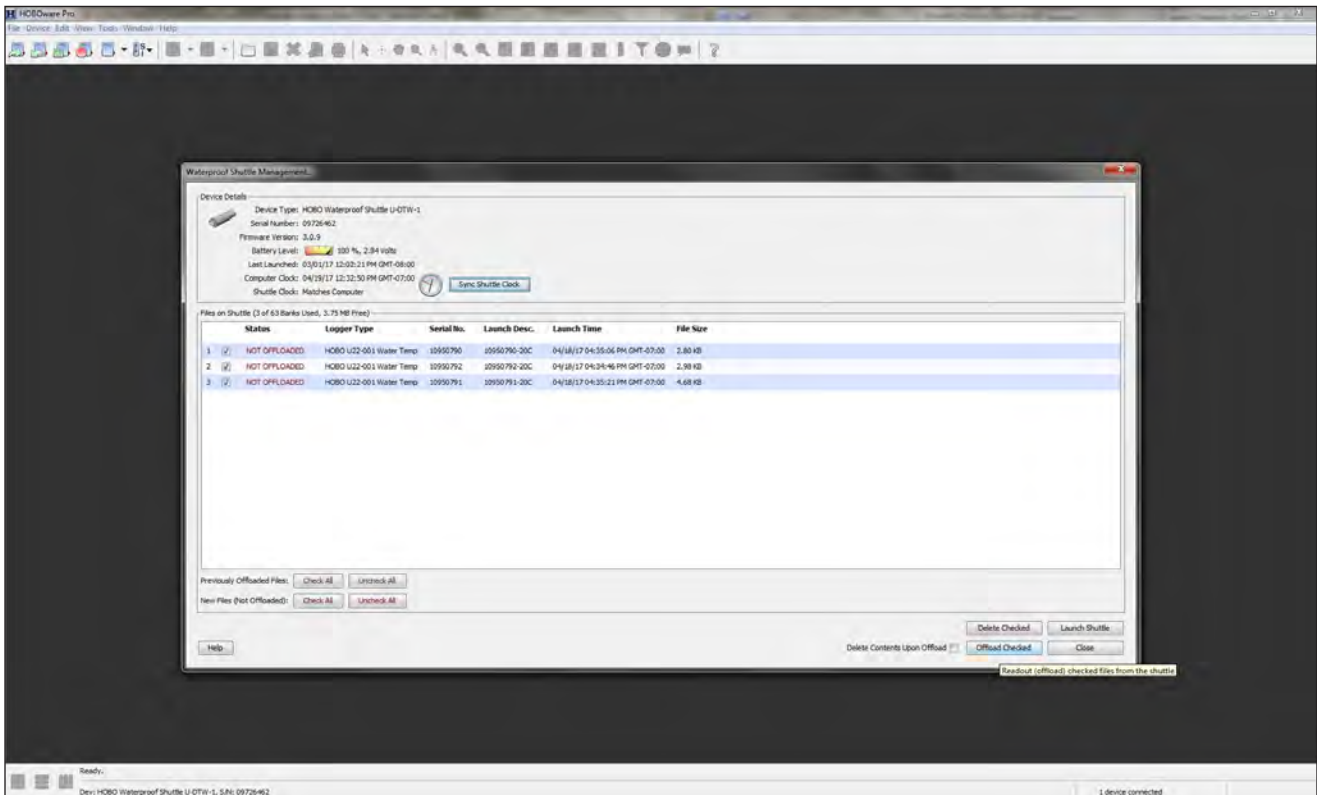 HOBOware Pro
File Device Edit View Tools Window Help
Waterproof Shuttle Management...
Device Details
Device Type: HOBO Waterproof Shuttle U-DTW-1
Serial Number: 09726462
Firmware Version: 3.0.9
Battery Level: 100 %, 2.94 volts
Last Launched: 03/01/17 12:02:21 PM GMT-08:00
Computer Clock: 04/19/17 12:32:50 PM GMT-07:00
Shuttle Clock: Matches Computer
Sync Shuttle Clock
Files on Shuttle (3 of 63 Banks Used, 3.75 MB Free)
Status Logger Type Serial No. Launch Desc. Launch Time File Size
1 NOT OFFLOADED HOBO U22-001 Water Temp 10950790 10950790-20C 04/18/17 04:35:06 PM GMT-07:00 2.80 KB
2 NOT OFFLOADED HOBO U22-001 Water Temp 10950792 10950792-20C 04/18/17 04:34:46 PM GMT-07:00 2.98 KB
3 NOT OFFLOADED HOBO U22-001 Water Temp 10950791 10950791-20C 04/18/17 04:35:21 PM GMT-07:00 4.68 KB
Previously Offloaded Files: Check All Uncheck All
New Files (Not Offloaded): Check All Uncheck All
Delete Checked Launch Shuttle
Help Delete Contents Upon Offload Offload Checked Close
Readout (offload) checked files from the shuttle
Ready.
Dev: HOBO Waterproof Shuttle U-DTW-1, S/N: 09726462 1 device connected